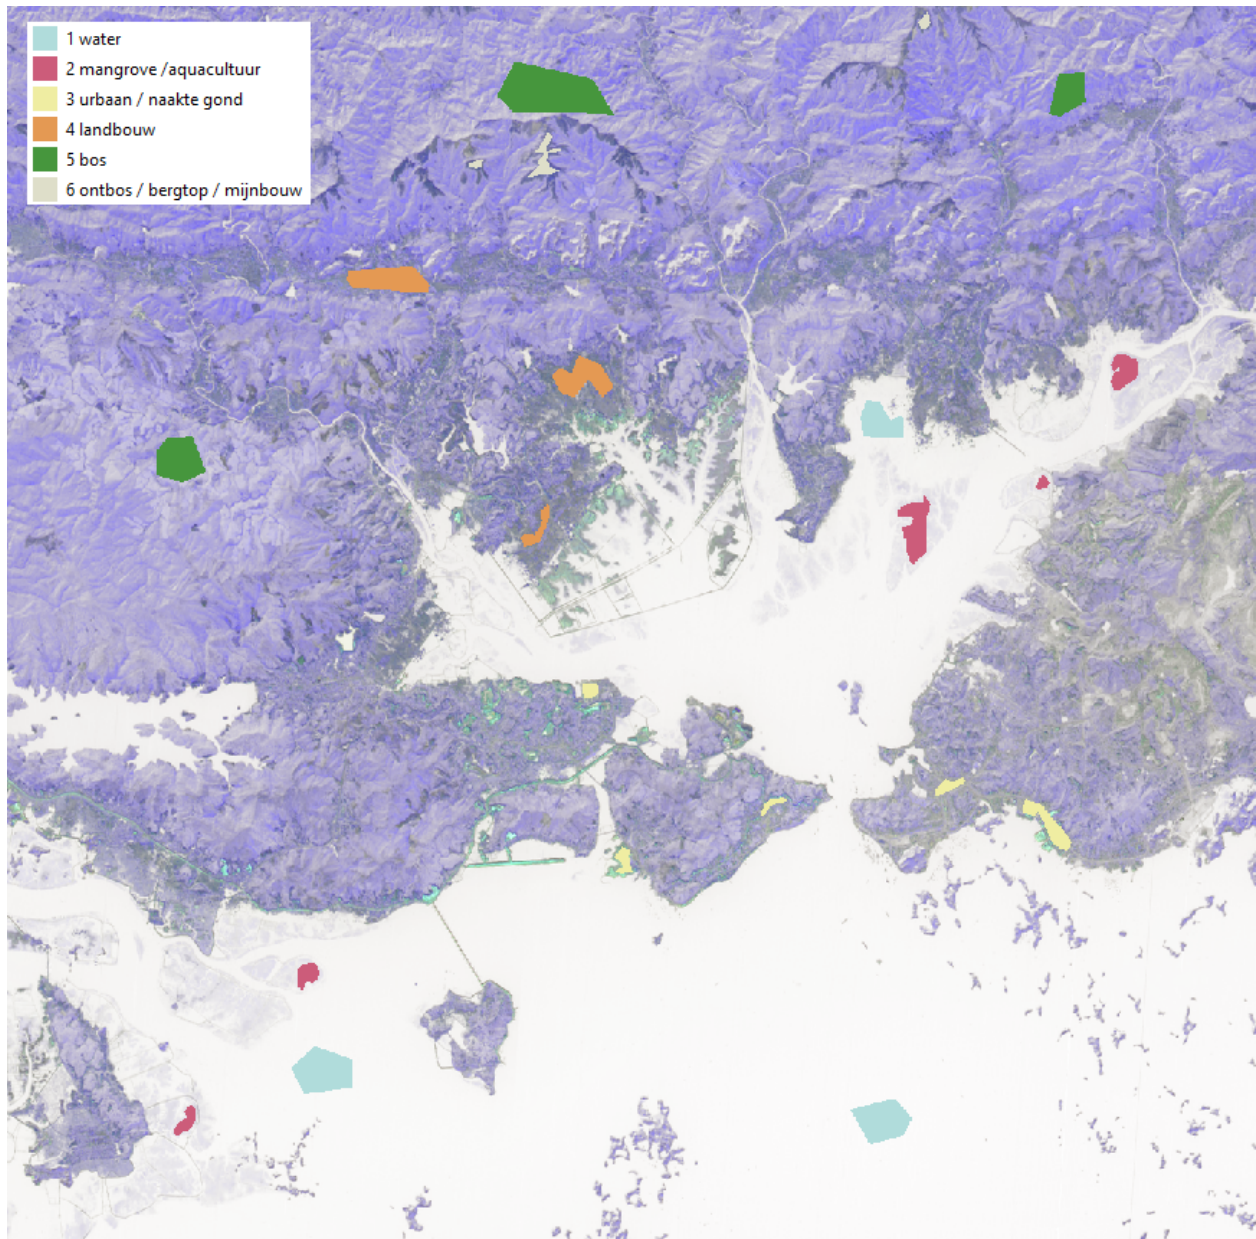 1 water
2 mangrove /aquacultuur
3 urbaan / naakte gond
4 landbouw
5 bos
6 ontbos / bergtop / mijnbouw